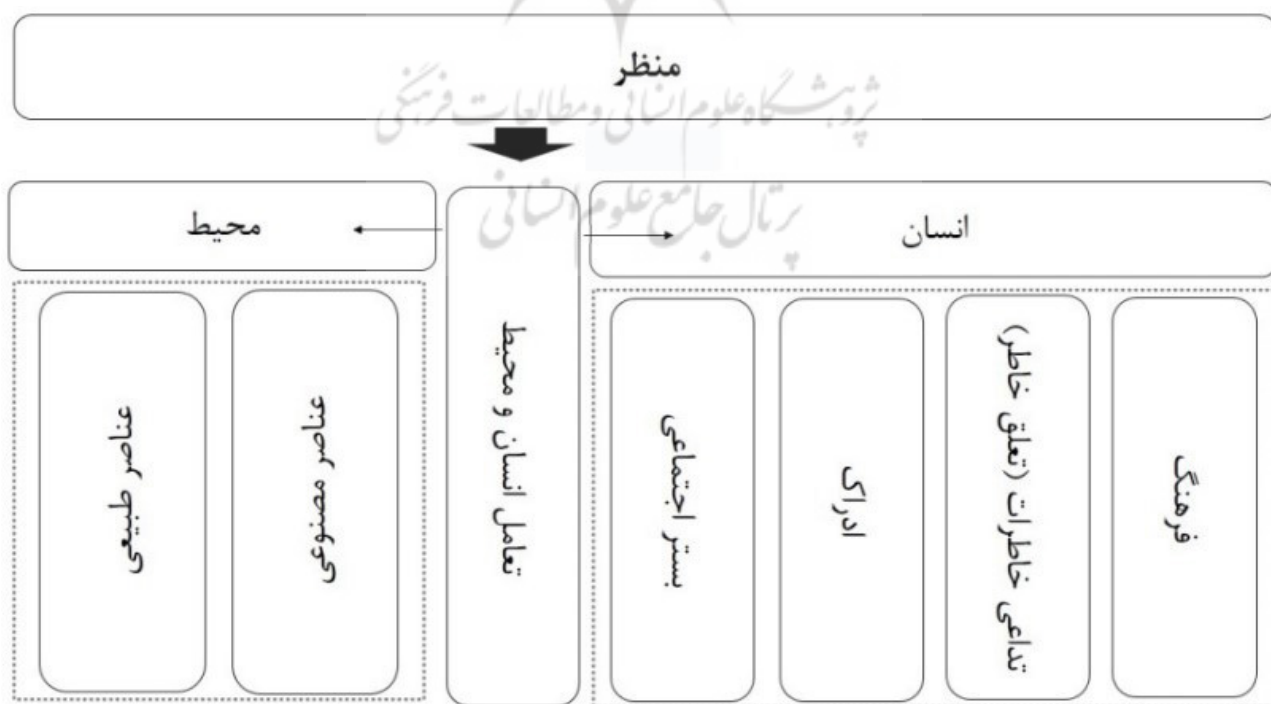 منظر
پژوهشگاه علوم انسانی و مطالعات فرهنگی
پرتال جامع علوم انسانی
انسان
محیط
فرهنگ
تداعی خاطرات (تعلق خاطر)
ادراک
بستر اجتماعی
تعامل انسان و محیط
عناصر مصنوعی
عناصر طبیعی